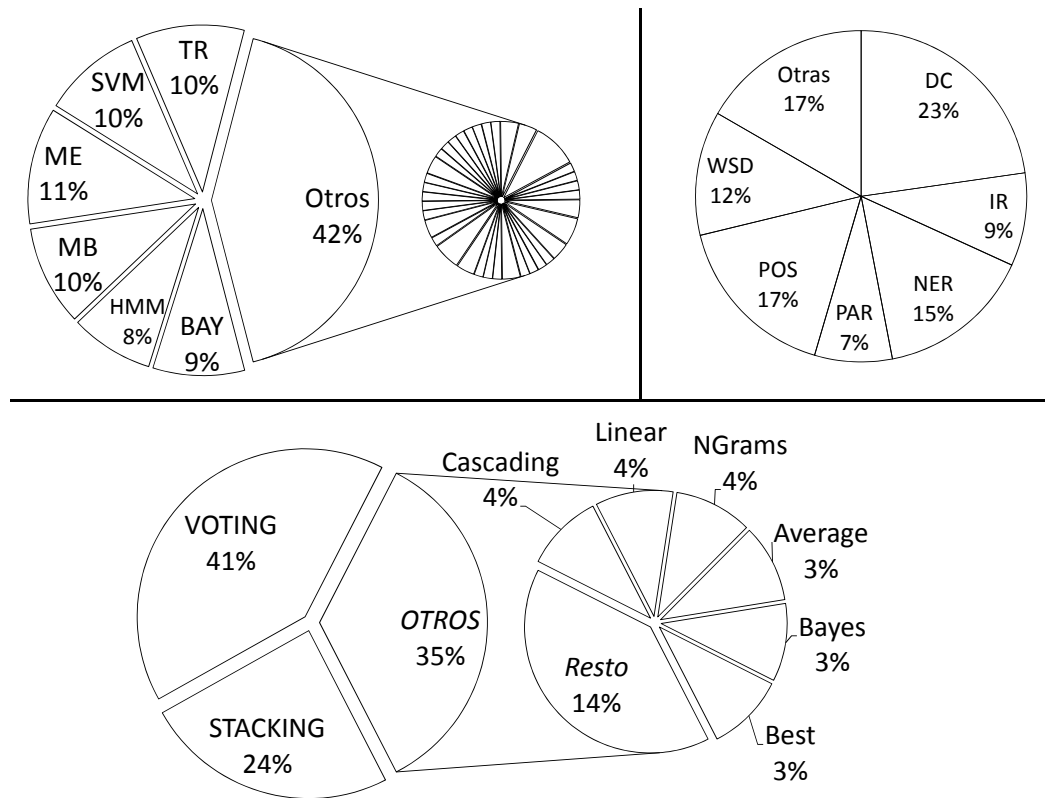 TR
10%
SVM
10%
ME
11%
MB
10%
HMM
8%
BAY
9%
Otros
42%
Otras
17%
DC
23%
WSD
12%
IR
9%
POS
17%
PAR
7%
NER
15%
VOTING
41%
STACKING
24%
OTROS
35%
Cascading
4%
Linear
4%
NGrams
4%
Average
3%
Bayes
3%
Best
3%
Resto
14%